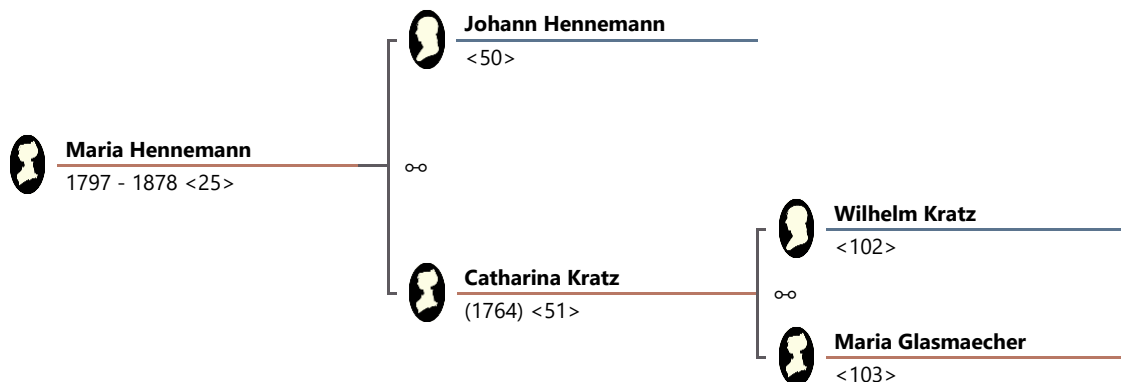 Johann Hennemann
<50>
Maria Hennemann
1797 - 1878 <25>
Wilhelm Kratz
<102>
Catharina Kratz
(1764) <51>
Maria Glasmaecher
<103>